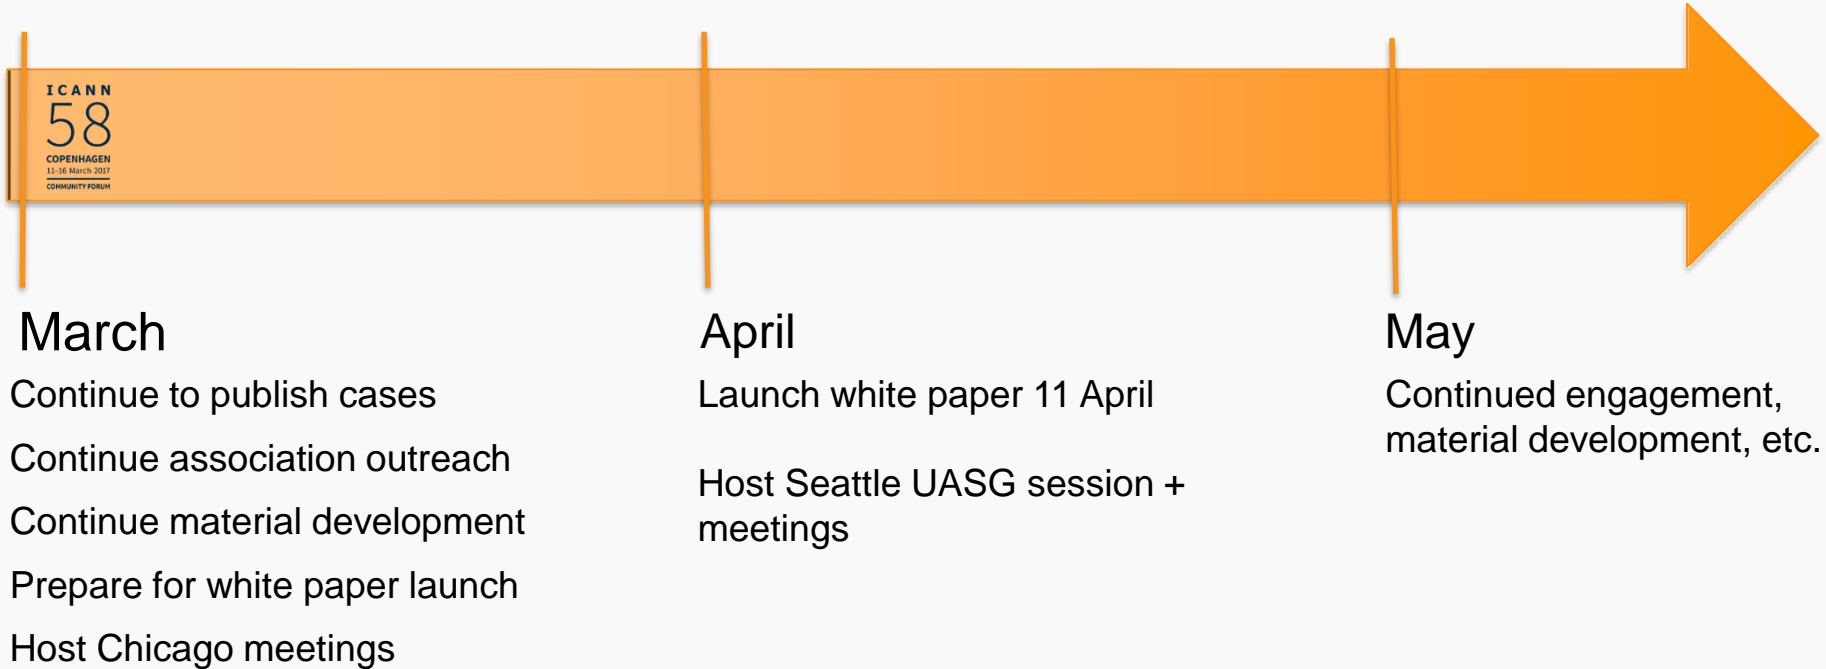 ICANN
58
COPENHAGEN
11-16 March 2017
COMMUNITY FORUM
March
Continue to publish cases
Continue association outreach
Continue material development
Prepare for white paper launch
Host Chicago meetings
April
Launch white paper 11 April
Host Seattle UASG session +
meetings
May
Continued engagement,
material development, etc.